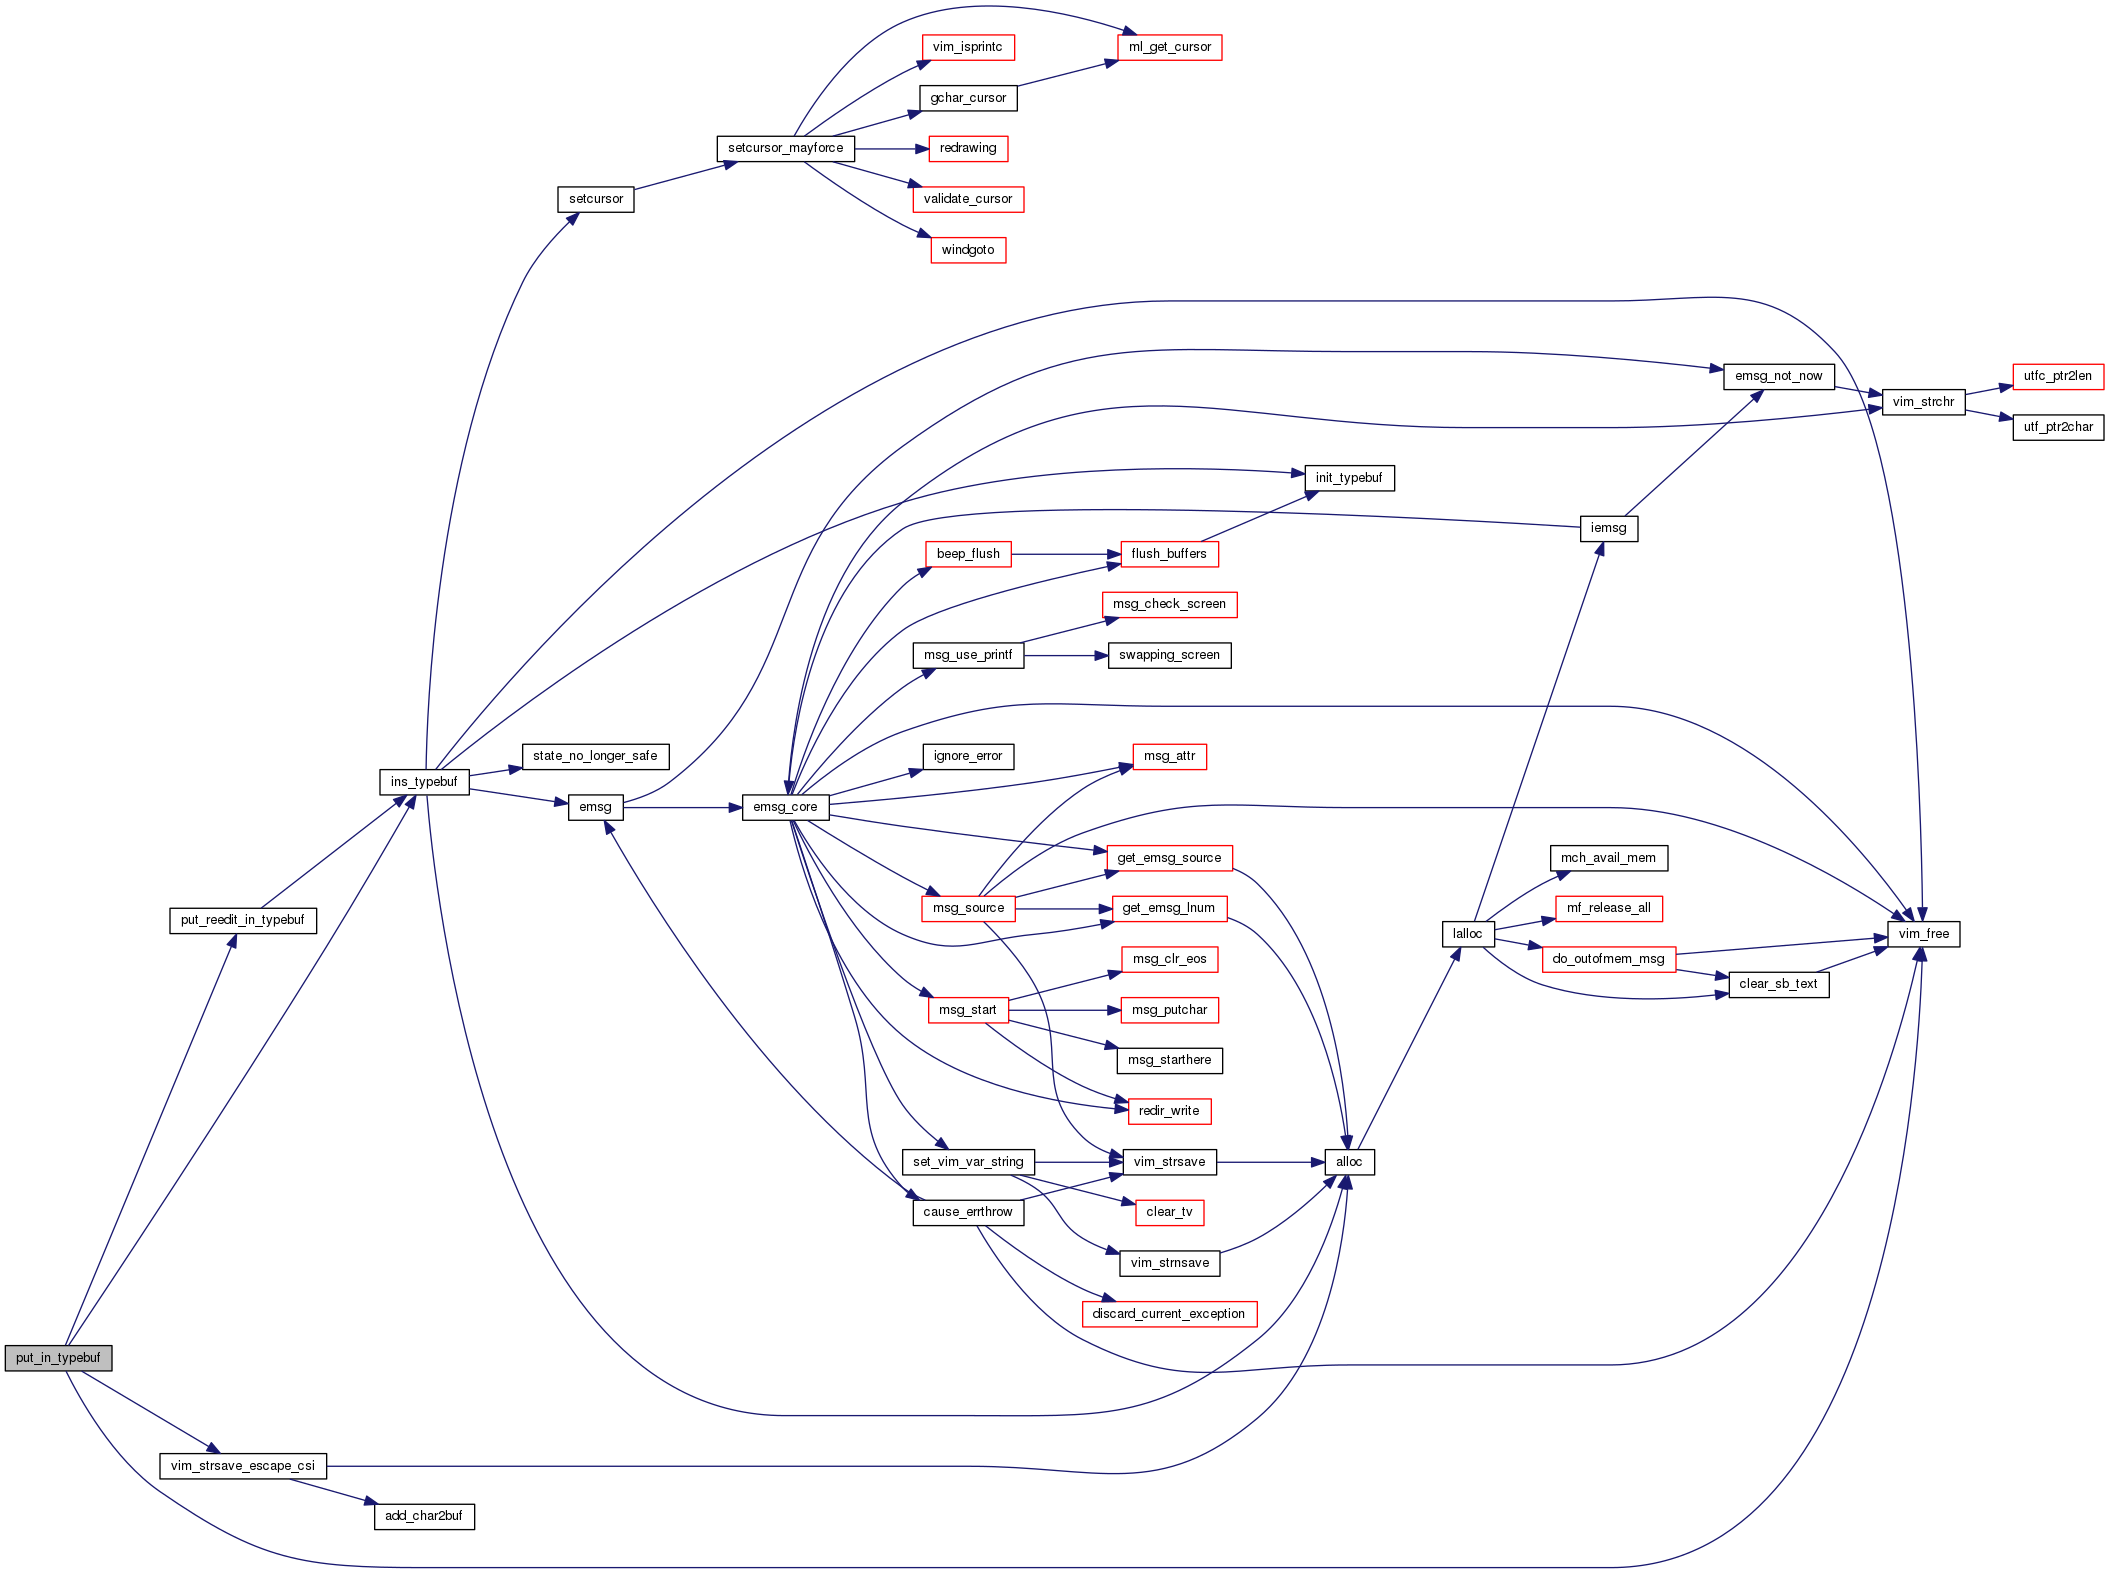 vim_isprintc
ml_get_cursor
gchar_cursor
setcursor_mayforce
redrawing
setcursor
validate_cursor
windgoto
emsg_not_now
utfc_ptr2len
vim_strchr
utf_ptr2char
init_typebuf
iemsg
beep_flush
flush_buffers
msg_check_screen
msg_use_printf
swapping_screen
state_no_longer_safe
ignore_error
msg_attr
ins_typebuf
emsg
emsg_core
get_emsg_source
mch_avail_mem
msg_source
get_emsg_lnum
mf_release_all
put_reedit_in_typebuf
lalloc
vim_free
msg_clr_eos
do_outofmem_msg
clear_sb_text
msg_start
msg_putchar
msg_starthere
redir_write
set_vim_var_string
vim_strsave
alloc
cause_errthrow
clear_tv
vim_strnsave
discard_current_exception
put_in_typebuf
vim_strsave_escape_csi
add_char2buf